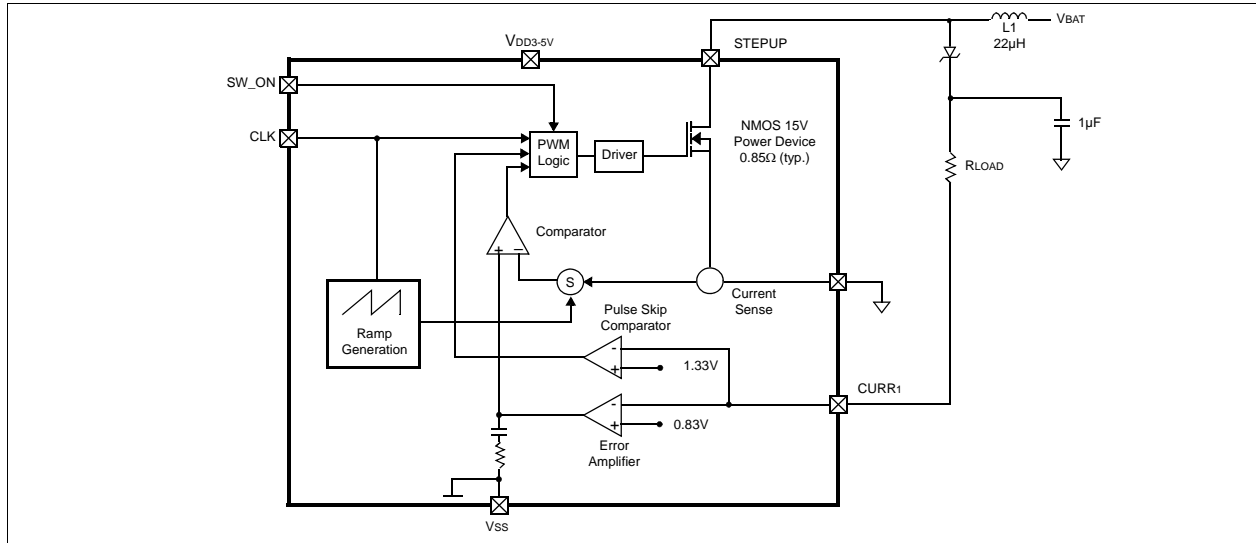 VBAT
L1
22µH
VDD3-5V
STEPUP
SW_ON
CLK
PWM
Logic
Driver
NMOS 15V
Power Device
0.85Ω (typ.)
1µF
RLOAD
Comparator
+ −
S
Current
Sense
Ramp
Generation
Pulse Skip
Comparator
-
+
1.33V
CURR1
-
+
0.83V
Error
Amplifier
VSS